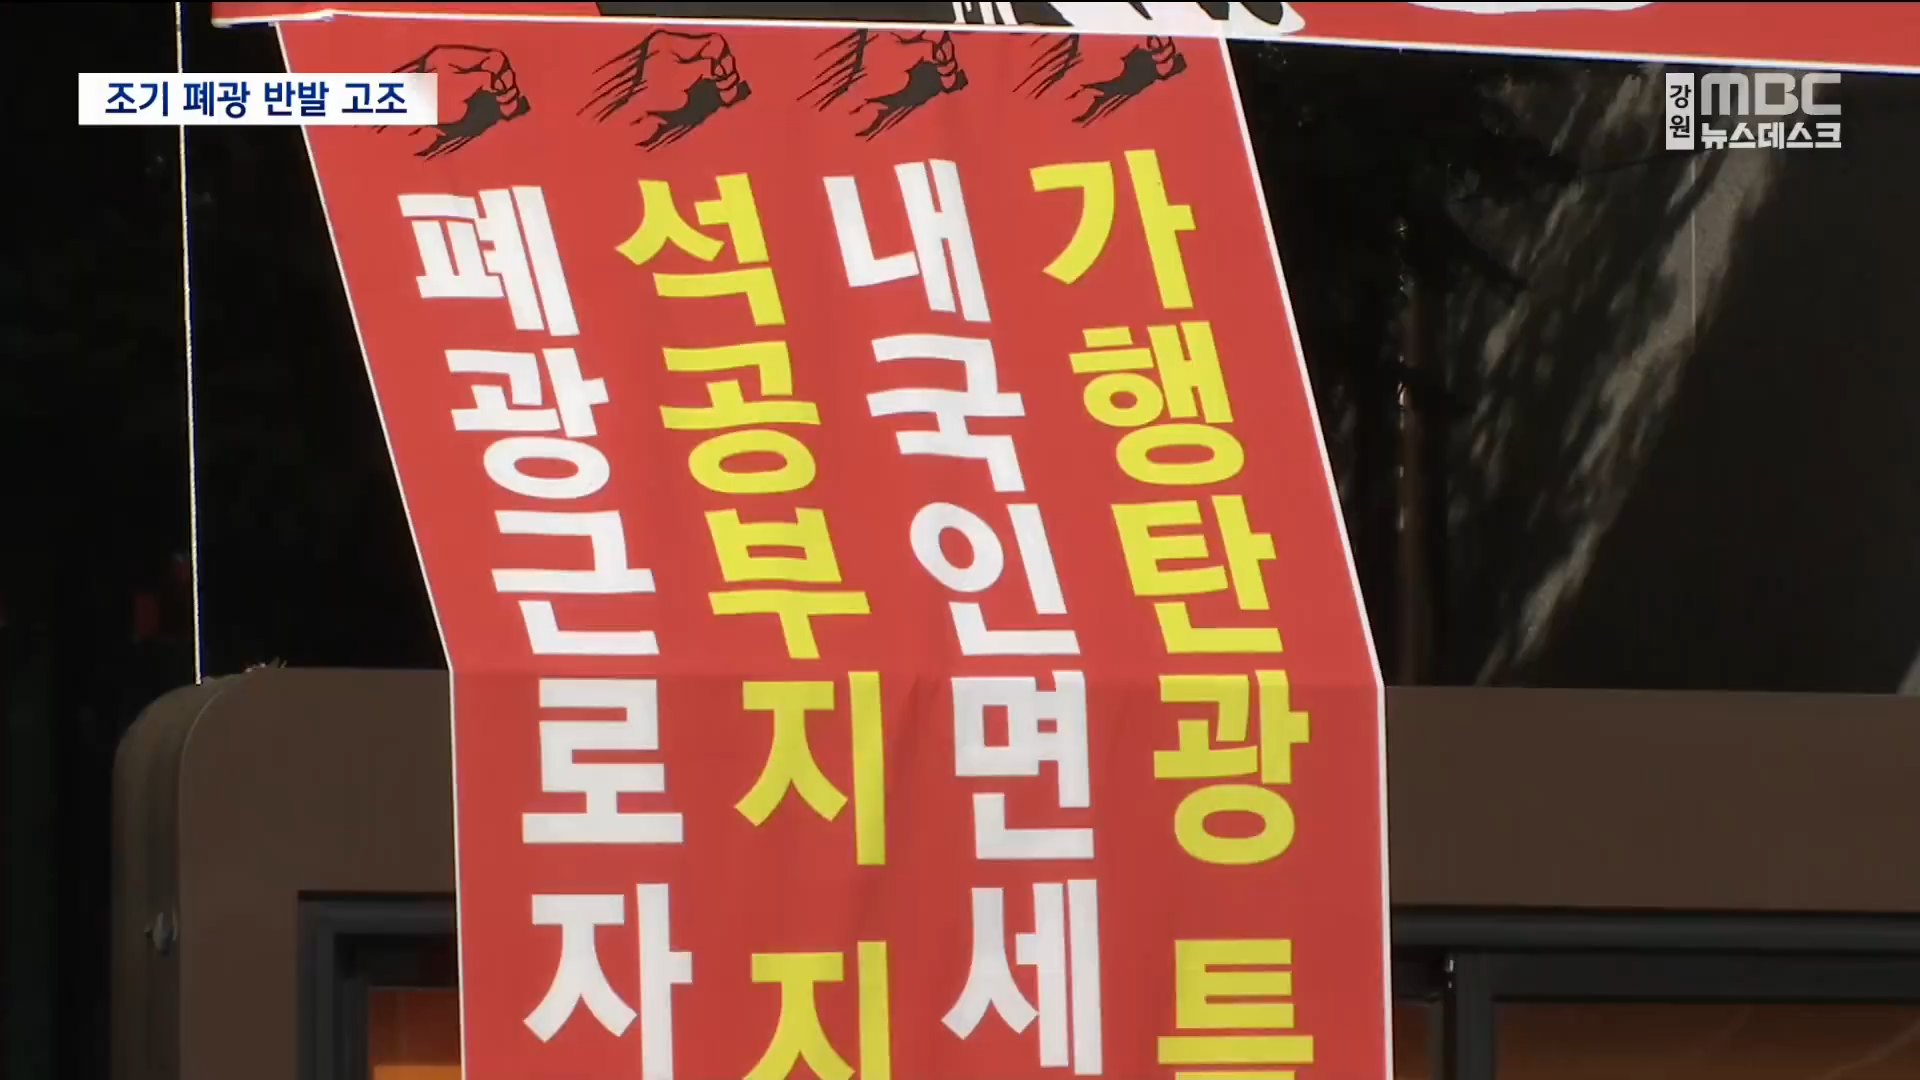 조기 폐광 반발 고조
강원
MBC
뉴스데스크
폐광근로자
석공부지 지
내국인면세
가행탄광 특